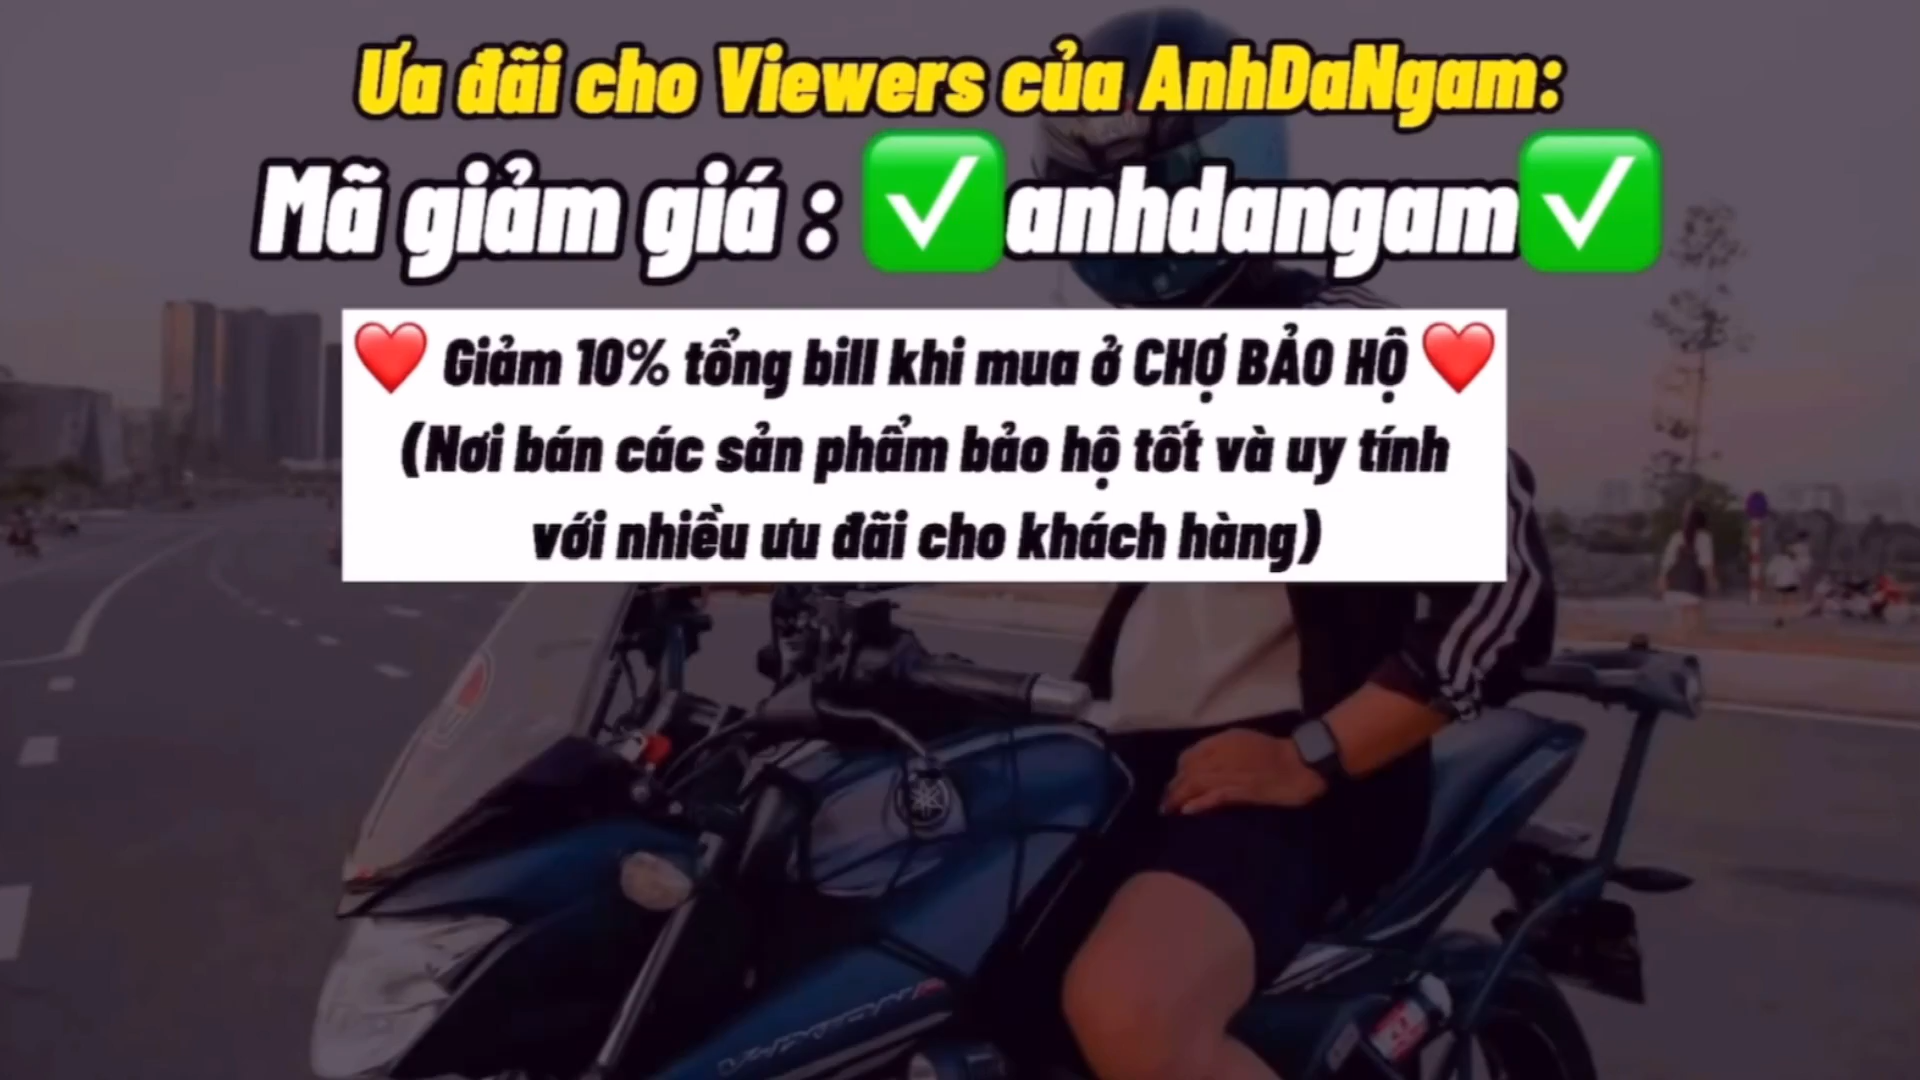 Ưa đãi cho Viewers của AnhDaNgam:
Mã giảm giá : ✅anhdangam✅
❤️ Giảm 10% tổng bill khi mua ở CHỢ BẢO HỘ ❤️
(Nơi bán các sản phẩm bảo hộ tốt và uy tính
với nhiều ưu đãi cho khách hàng)